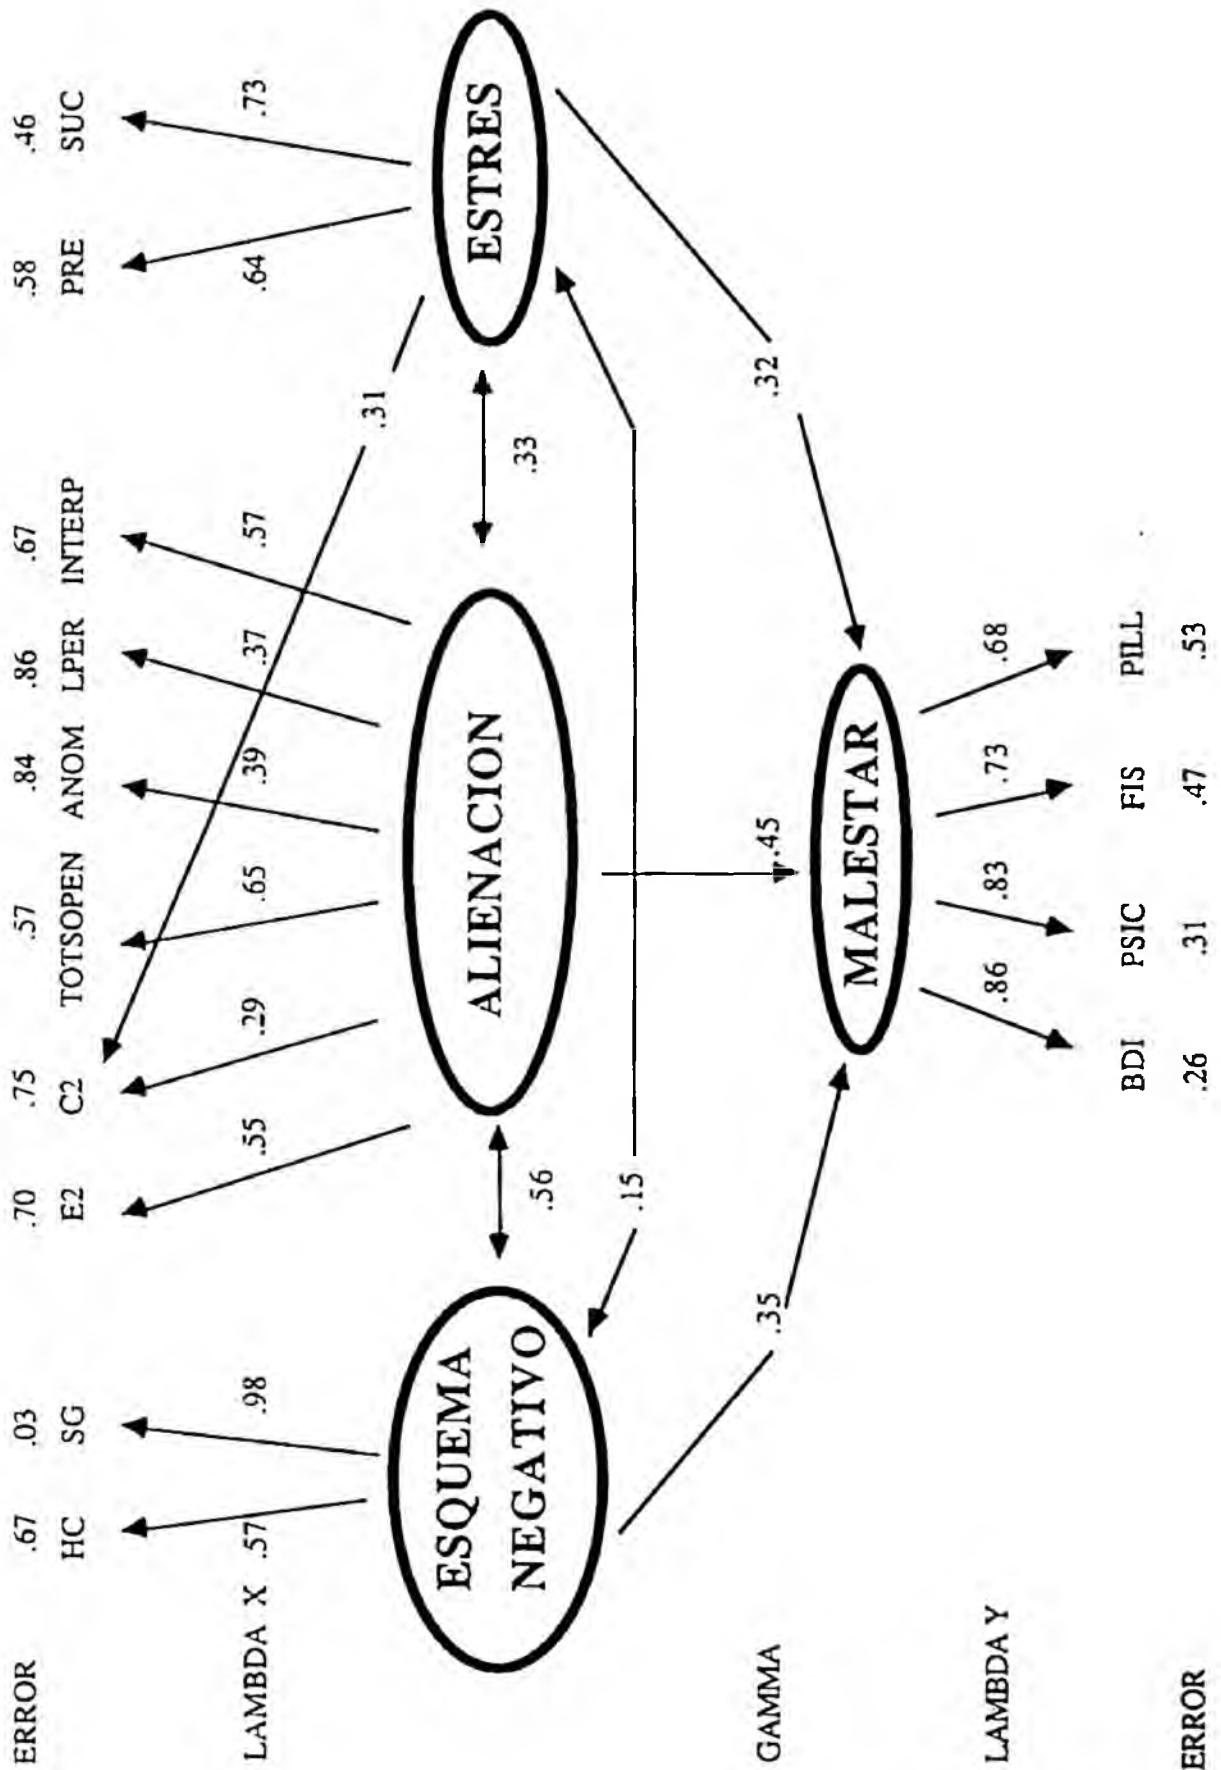 ERROR .67 .03 .70 .75 .57 .84 .86 .67 .58 .46
HC SG E2 C2 TOTSOPEN ANOM LPER INTERP PRE SUC
LAMBDA X .57 .98 .55 .29 .65 .39 .37 .57 .64 .73
.31
ESQUEMA
NEGATIVO
ALIENACION
ESTRES
.56 .33
.15
GAMMA .35 .45 .32
MALESTAR
LAMBDA Y .86 .83 .73 .68
BDI PSIC FIS PILL
ERROR .26 .31 .47 .53